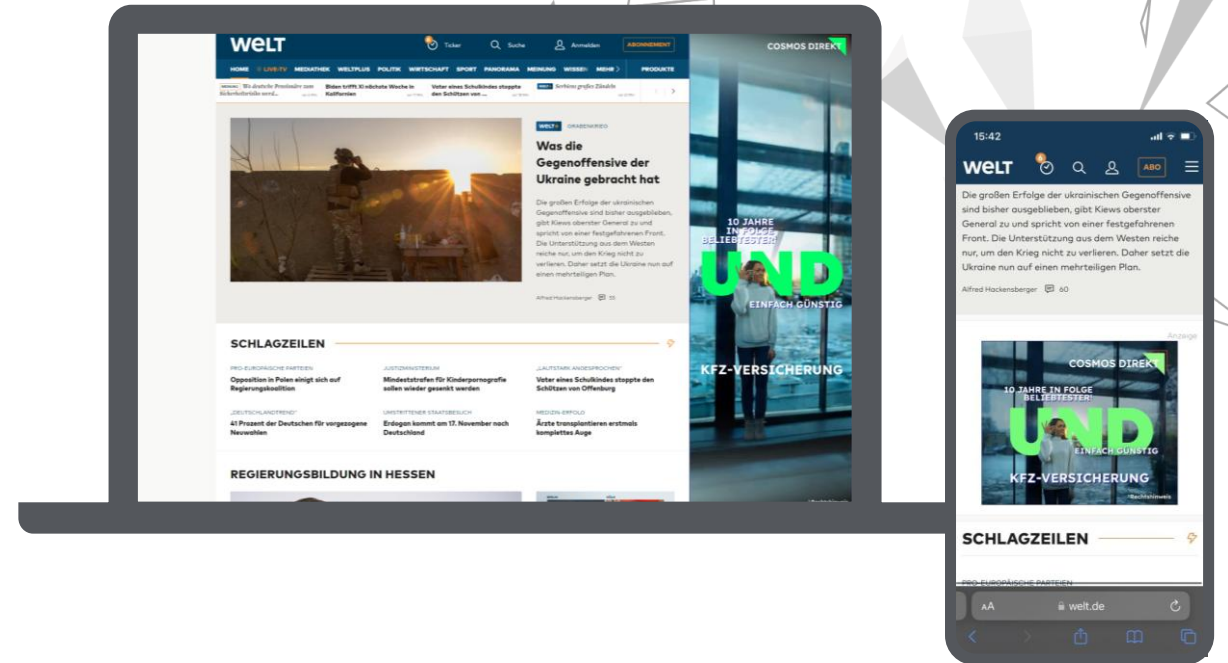 WELT
Ticker
Suche
Anmelden
ABONNEMENT
HOME LIVE-TV MEDIATHEK WELTPLUS POLITIK WIRTSCHAFT SPORT PANORAMA MEINUNG WISSEN MEHR PRODUKTE
Biden trifft Xi nächste Woche in
Kalifornien
Vater eines Schulkindes stoppte
den Schützen von ...
Serbiens großes Zündeln
WELT+ GRABENKRIEG
Was die
Gegenoffensive der
Ukraine gebracht hat
Die großen Erfolge der ukrainischen
Gegenoffensive sind bisher ausgeblieben,
gibt Kiews oberster General zu und
spricht von einer festgefahrenen Front.
Die Unterstützung aus dem Westen
reiche nur, um den Krieg nicht zu
verlieren. Daher setzt die Ukraine nun auf
einen mehrteiligen Plan.
Alfred Hackensberger
SCHLAGZEILEN
PRO-EUROPÄISCHE PARTEIEN
Opposition in Polen einigt sich auf
Regierungskoalition
JUSTIZMINISTERIUM
Mindeststrafen für Kinderpornografie
sollen wieder gesenkt werden
„LAUTSTARK ANGESPROCHEN“
Vater eines Schulkindes stoppte den
Schützen von Offenburg
„DEUTSCHLANDTREND“
41 Prozent der Deutschen für vorgezogene
Neuwahlen
UMSTRITTENER STAATSBESUCH
Erdogan kommt am 17. November nach
Deutschland
MEDIZIN-ERFOLG
Ärzte transplantieren erstmals
komplettes Auge
REGIERUNGSBILDUNG IN HESSEN
COSMOS DIREKT
10 JAHRE
IN FOLGE
BELIEBTESTER¹
UND
EINFACH GÜNSTIG
KFZ-VERSICHERUNG
15:42
WELT
6
ABO
Die großen Erfolge der ukrainischen Gegenoffensive
sind bisher ausgeblieben, gibt Kiews oberster
General zu und spricht von einer festgefahrenen
Front. Die Unterstützung aus dem Westen reiche
nur, um den Krieg nicht zu verlieren. Daher setzt die
Ukraine nun auf einen mehrteiligen Plan.
Alfred Hackensberger 60
Anzeige
COSMOS DIREKT
10 JAHRE IN FOLGE
BELIEBTESTER¹
UND
EINFACH GÜNSTIG
KFZ-VERSICHERUNG
¹Rechtshinweis
SCHLAGZEILEN
PRO-EUROPÄISCHE PARTEIEN
AA
welt.de